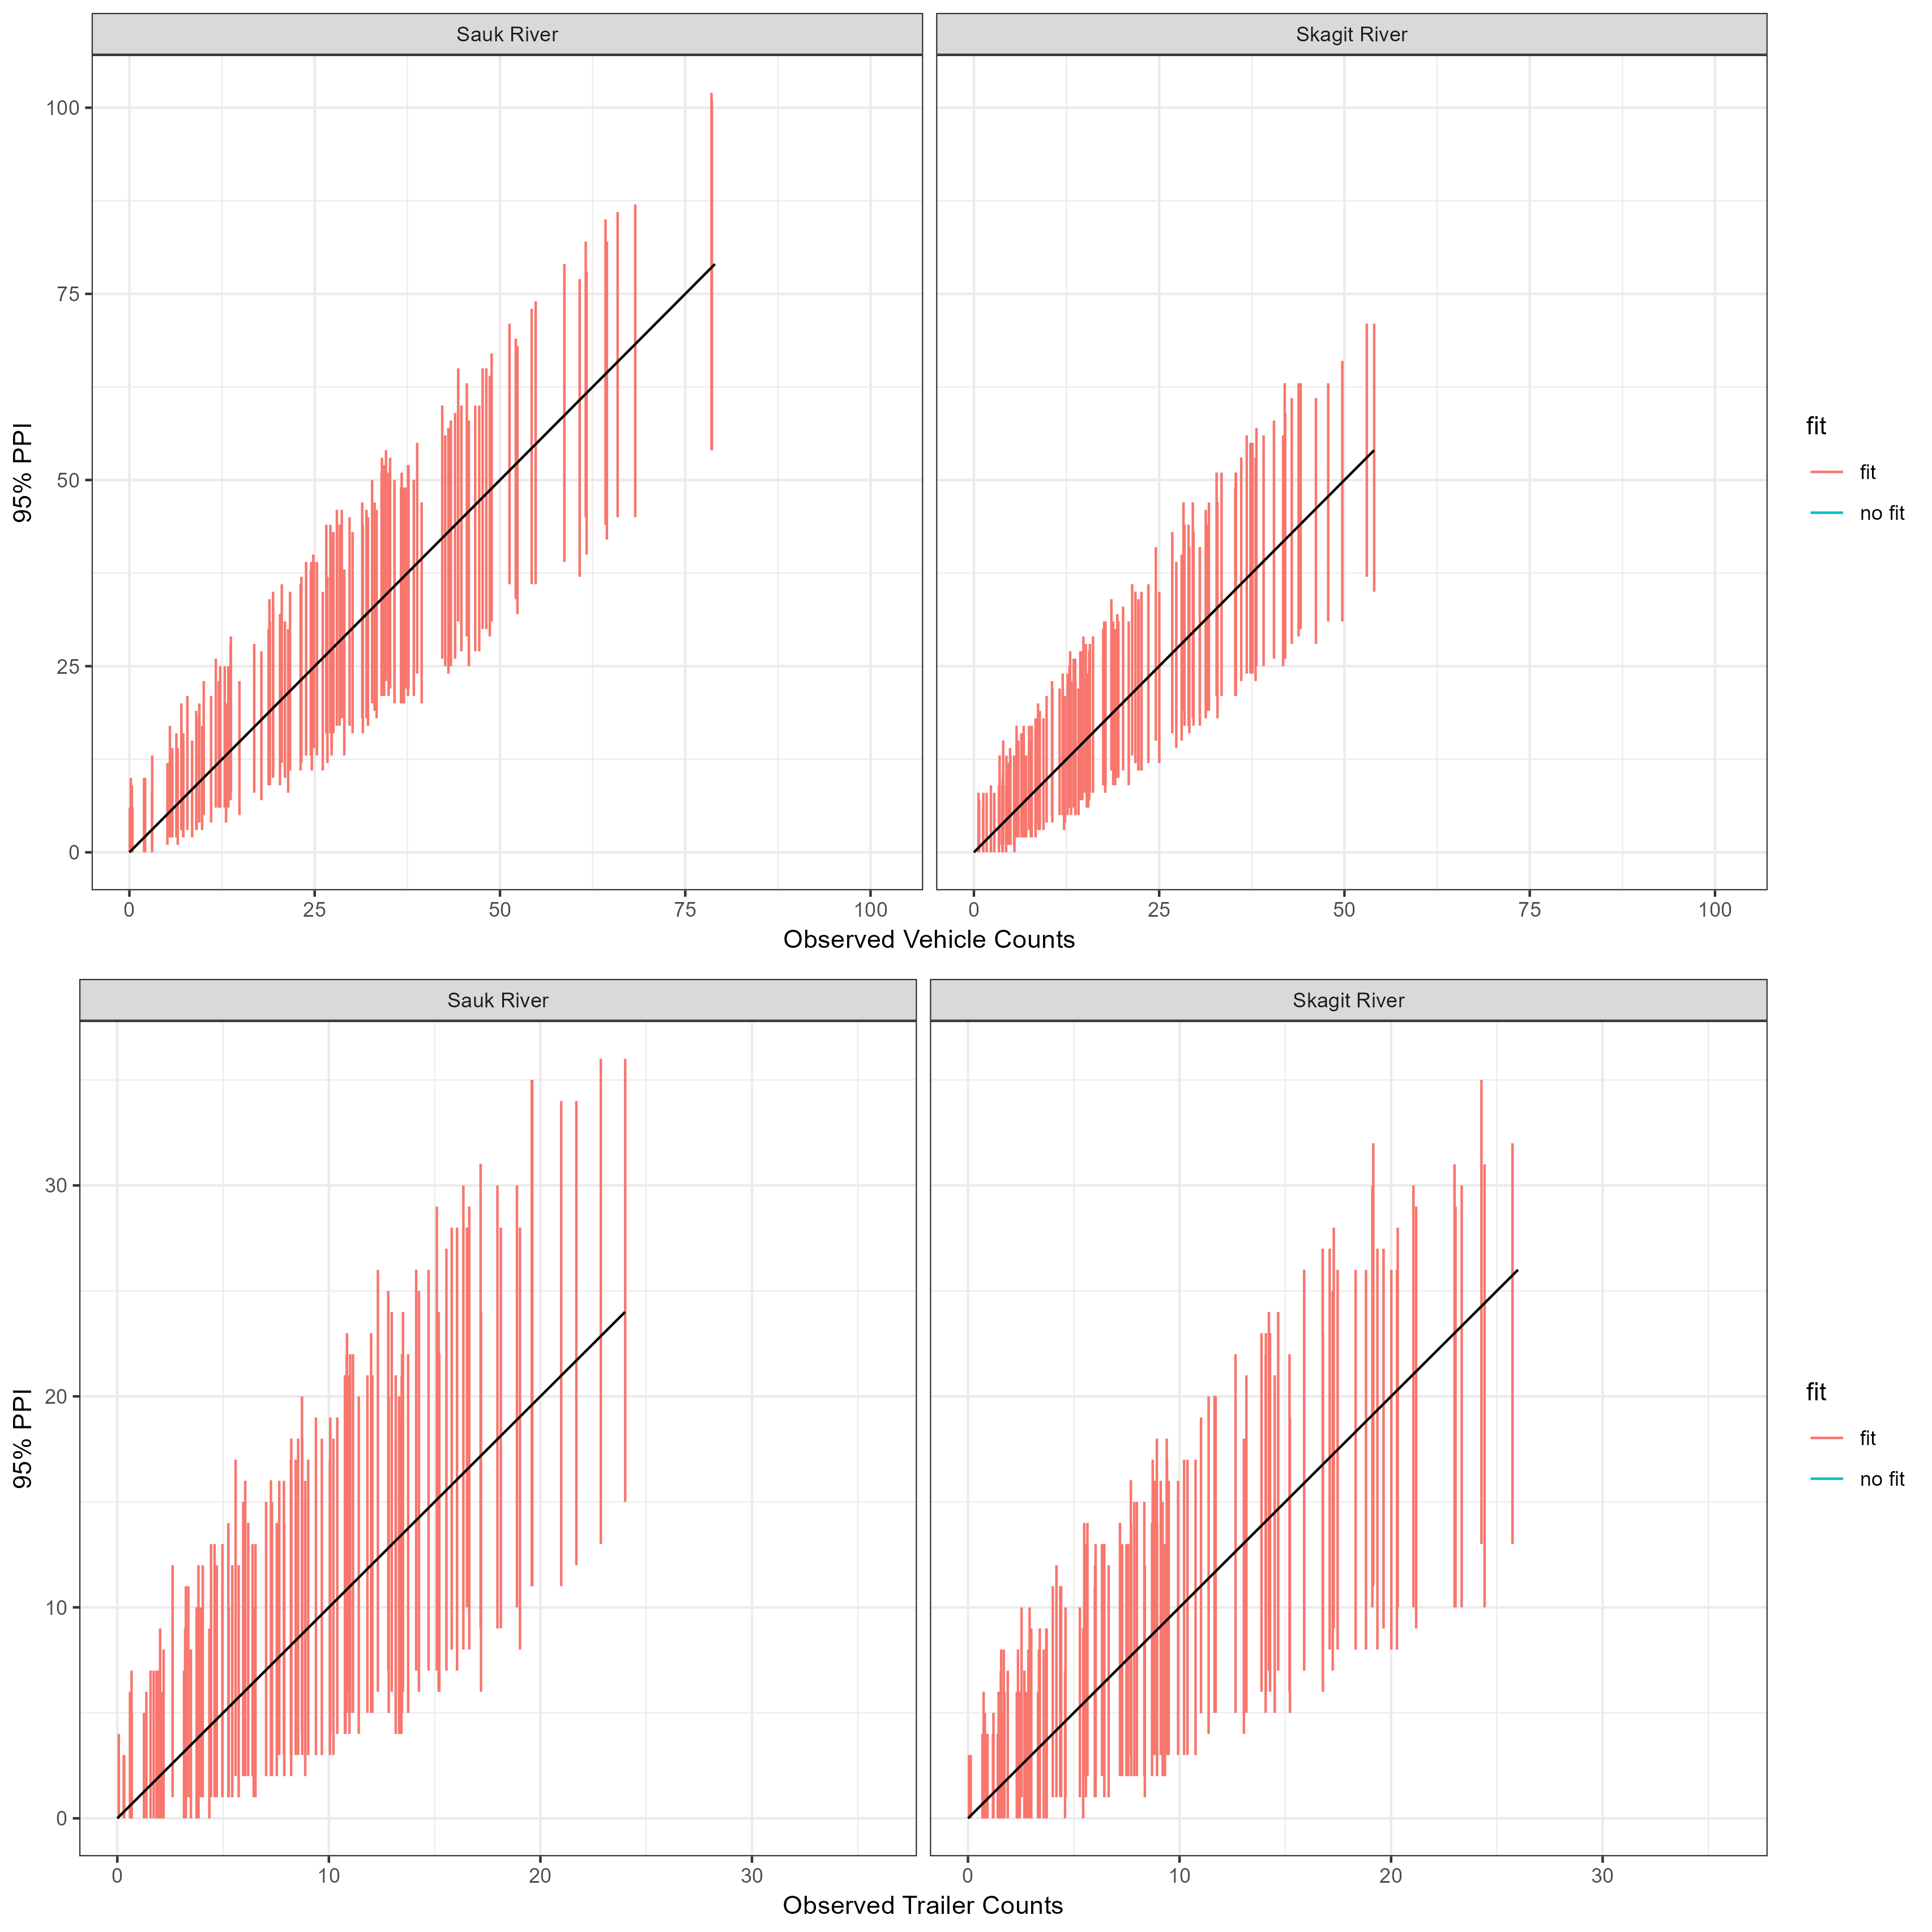 Sauk River
Skagit River
95% PPI
100
75
50
25
0
0 25 50 75 100
0 25 50 75 100
Observed Vehicle Counts
fit
fit
no fit
Sauk River
Skagit River
95% PPI
30
20
10
0
0 10 20 30
0 10 20 30
Observed Trailer Counts
fit
fit
no fit